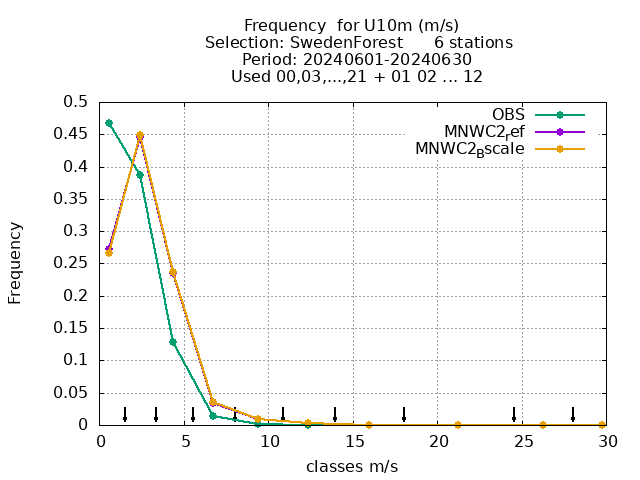 Frequency  for U10m (m/s)
Selection: SwedenForest      6 stations
Period: 20240601-20240630
Used 00,03,...,21 + 01 02 ... 12
OBS
MNWC2ref
MNWC2Bscale
0.5
0.45
0.4
0.35
0.3
0.25
0.2
0.15
0.1
0.05
0
Frequency
0 5 10 15 20 25 30
classes m/s